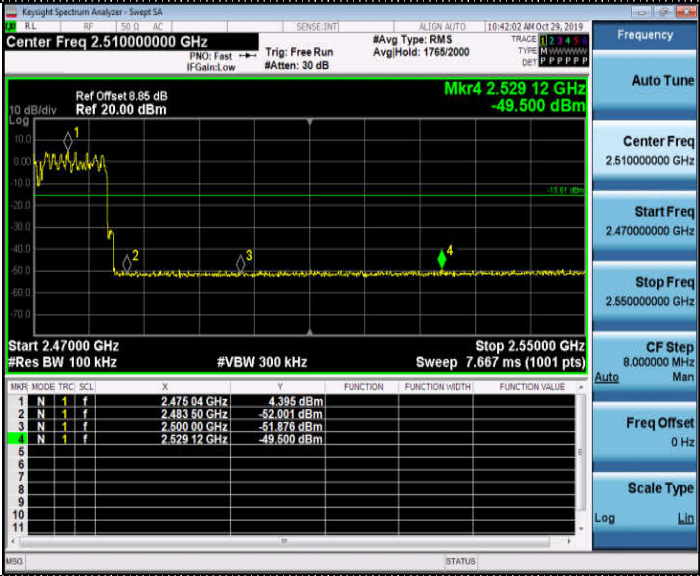 Keysight Spectrum Analyzer - Swept SA
RL RF 50 Ω AC SENSE:INT ALIGN AUTO 10:42:02 AM Oct 29, 2019
Center Freq 2.510000000 GHz
PNO: Fast
IFGain:Low
Trig: Free Run
#Atten: 30 dB
#Avg Type: RMS
Avg|Hold: 1765/2000
TRACE 1 2 3 4 5 6
TYPE M W W W W W
DET P P P P P P
Mkr4 2.529 12 GHz
-49.500 dBm
Ref Offset 8.85 dB
10 dB/div Ref 20.00 dBm
Log
10.0
0.00
-10.0
-20.0
-30.0
-40.0
-50.0
-60.0
-70.0
1
2
3
4
-15.61 dBm
Start 2.47000 GHz Stop 2.55000 GHz
#Res BW 100 kHz #VBW 300 kHz Sweep 7.667 ms (1001 pts)
MKR MODE TRC SCL X Y FUNCTION FUNCTION WIDTH FUNCTION VALUE
1 N 1 f 2.475 04 GHz 4.395 dBm
2 N 1 f 2.483 50 GHz -52.001 dBm
3 N 1 f 2.500 00 GHz -51.876 dBm
4 N 1 f 2.529 12 GHz -49.500 dBm
5
6
7
8
9
10
11
MSG STATUS
Frequency
Auto Tune
Center Freq
2.510000000 GHz
Start Freq
2.470000000 GHz
Stop Freq
2.550000000 GHz
CF Step
8.000000 MHz
Auto Man
Freq Offset
0 Hz
Scale Type
Log Lin